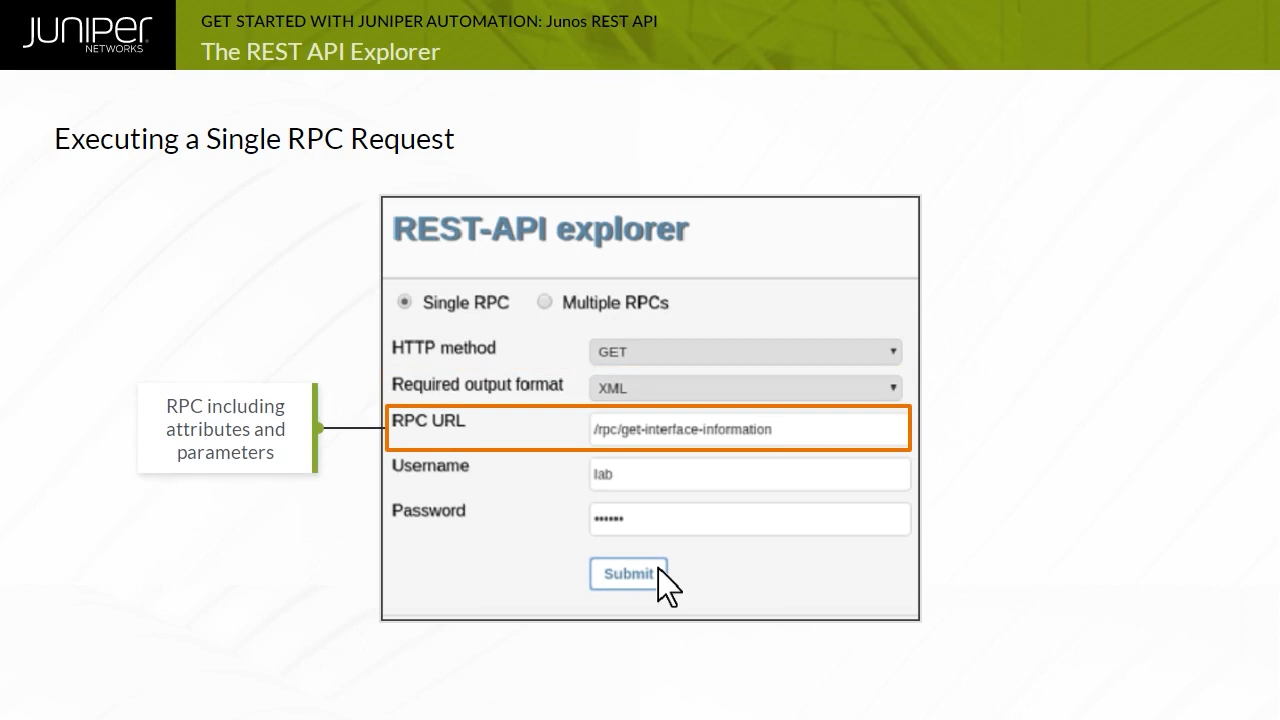 JUNIPER
NETWORKS
GET STARTED WITH JUNIPER AUTOMATION: Junos REST API
The REST API Explorer
Executing a Single RPC Request
REST-API explorer
Single RPC Multiple RPCs
HTTP method GET
Required output format XML
RPC including
attributes and
parameters
RPC URL /rpc/get-interface-information
Username lab
Password ••••••
Submit